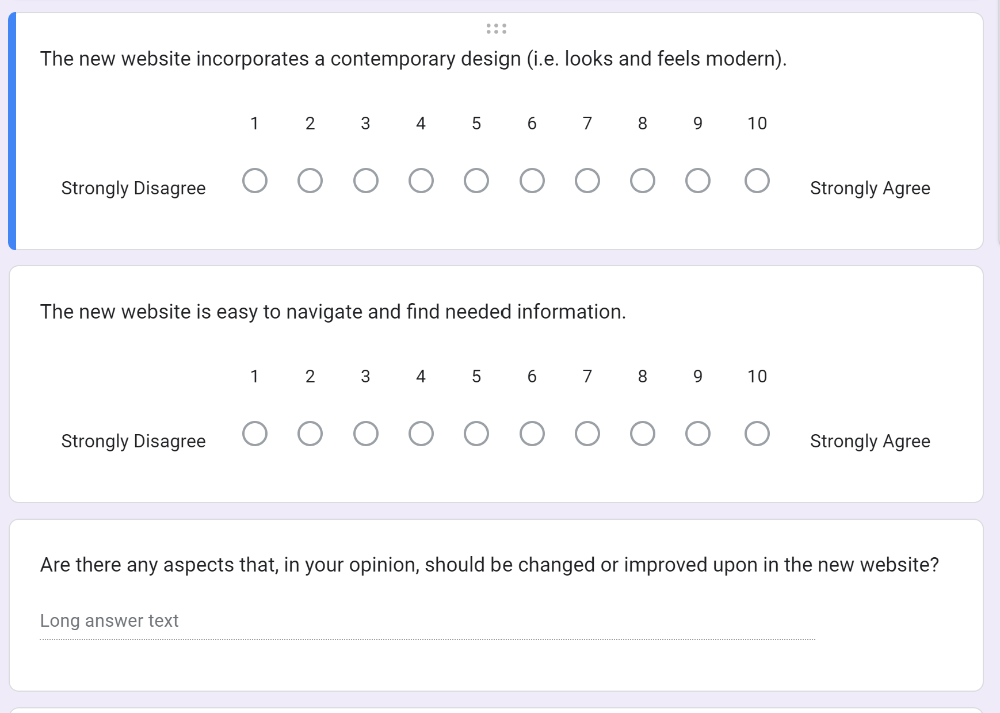 The new website incorporates a contemporary design (i.e. looks and feels modern).
1 2 3 4 5 6 7 8 9 10
Strongly Disagree Strongly Agree
The new website is easy to navigate and find needed information.
1 2 3 4 5 6 7 8 9 10
Strongly Disagree Strongly Agree
Are there any aspects that, in your opinion, should be changed or improved upon in the new website?
Long answer text